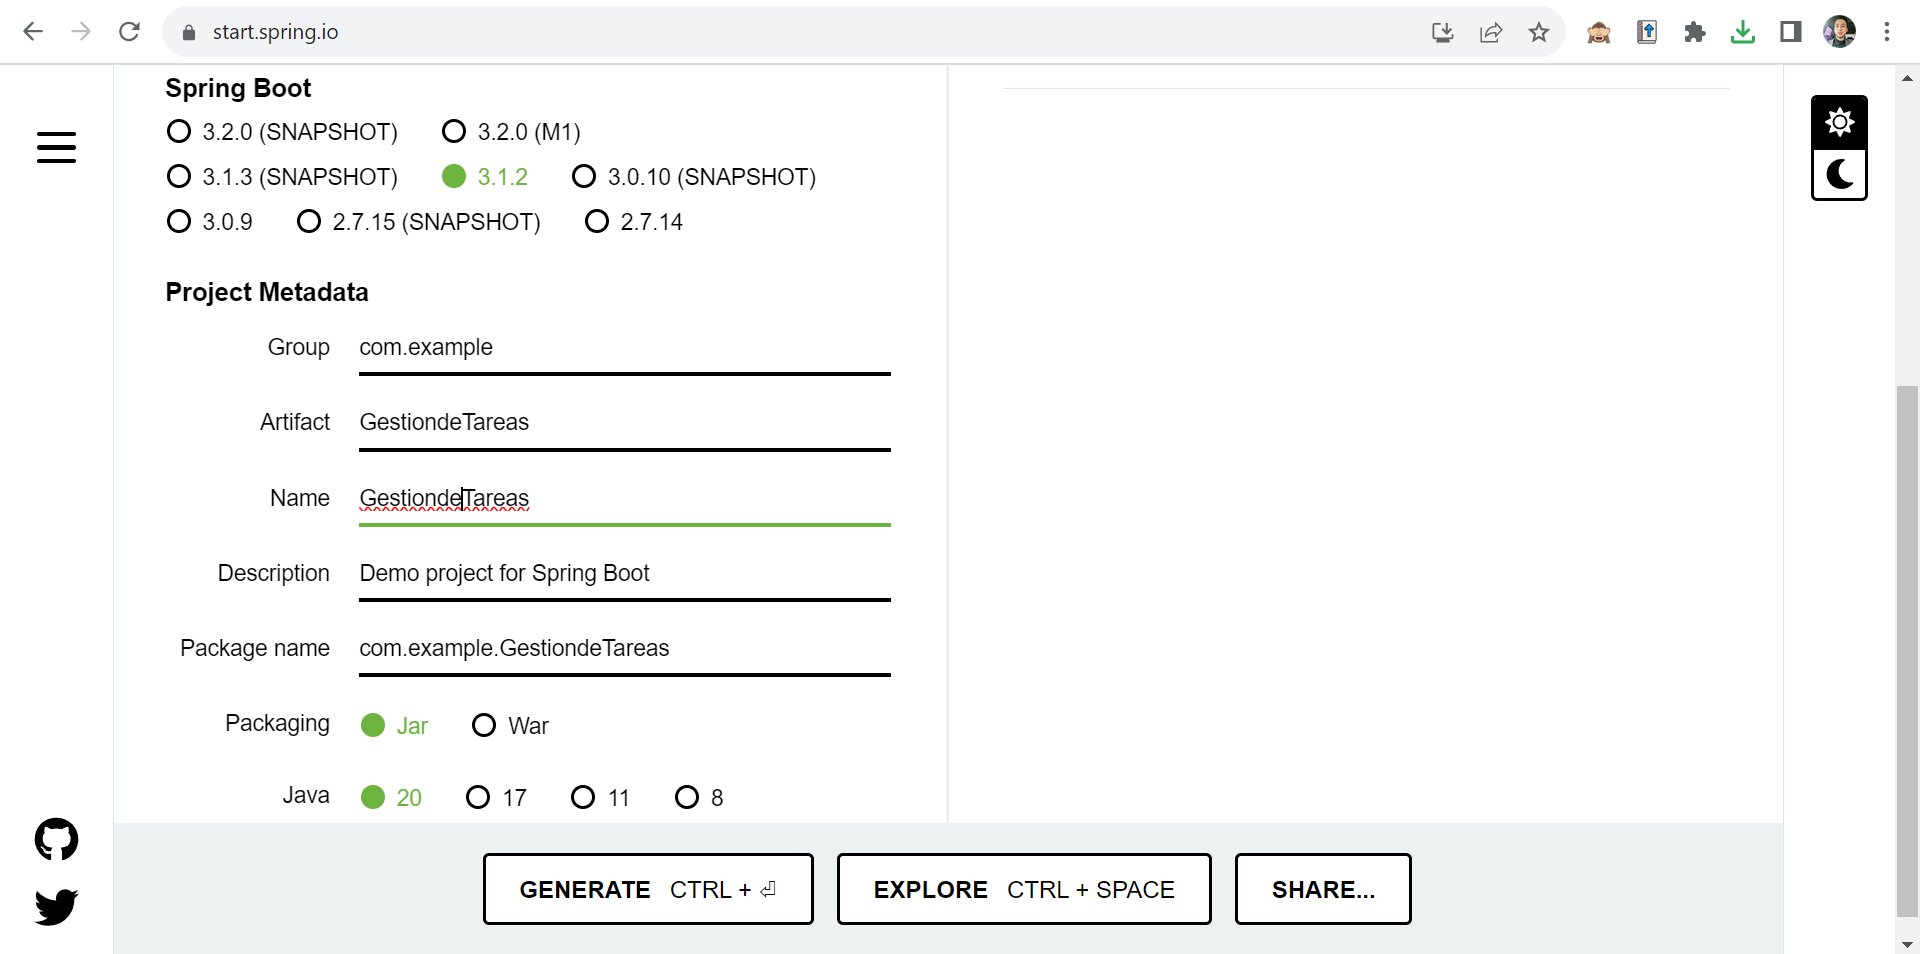 start.spring.io
Spring Boot
3.2.0 (SNAPSHOT) 3.2.0 (M1)
3.1.3 (SNAPSHOT) 3.1.2 3.0.10 (SNAPSHOT)
3.0.9 2.7.15 (SNAPSHOT) 2.7.14
Project Metadata
Group com.example
Artifact GestiondeTareas
Name GestiondeTareas
Description Demo project for Spring Boot
Package name com.example.GestiondeTareas
Packaging Jar War
Java 20 17 11 8
GENERATE CTRL + ⏎ EXPLORE CTRL + SPACE SHARE...